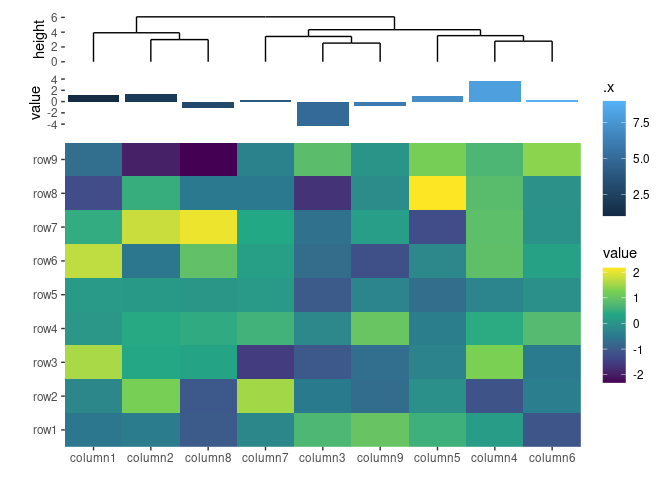 height
6
4
2
0
value
4
2
0
-2
-4
row9
row8
row7
row6
row5
row4
row3
row2
row1
column1 column2 column8 column7 column3 column9 column5 column4 column6
.x
7.5
5.0
2.5
value
2
1
0
-1
-2